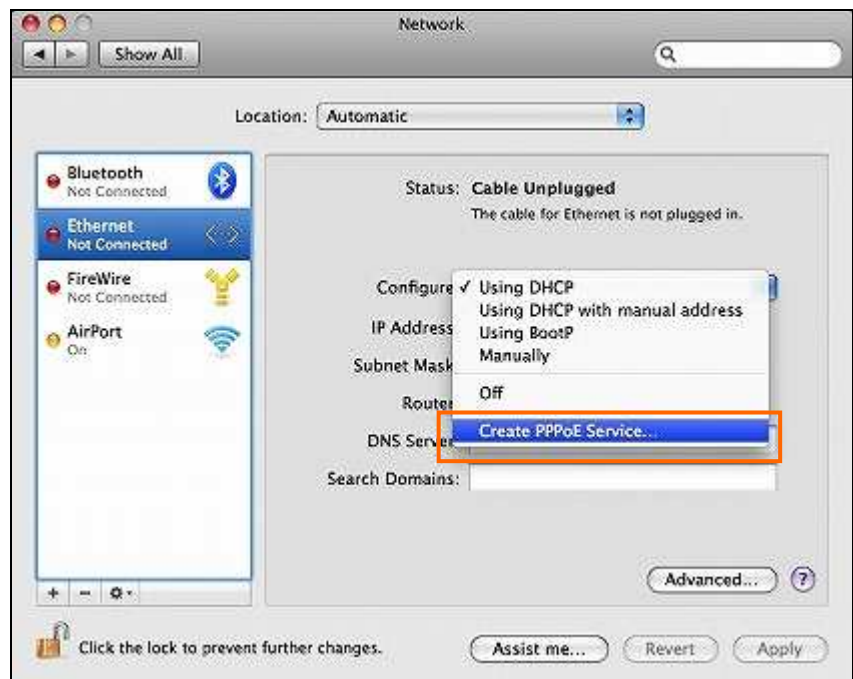 Network
Show All
Location: Automatic
Bluetooth
Not Connected
Ethernet
Not Connected
FireWire
Not Connected
AirPort
On
Status: Cable Unplugged
The cable for Ethernet is not plugged in.
Configure ✓ Using DHCP
Using DHCP with manual address
IP Address Using BootP
Subnet Mask Manually
Router Off
DNS Server Create PPPoE Service...
Search Domains:
Advanced... ?
+ -
Click the lock to prevent further changes.
Assist me... Revert Apply